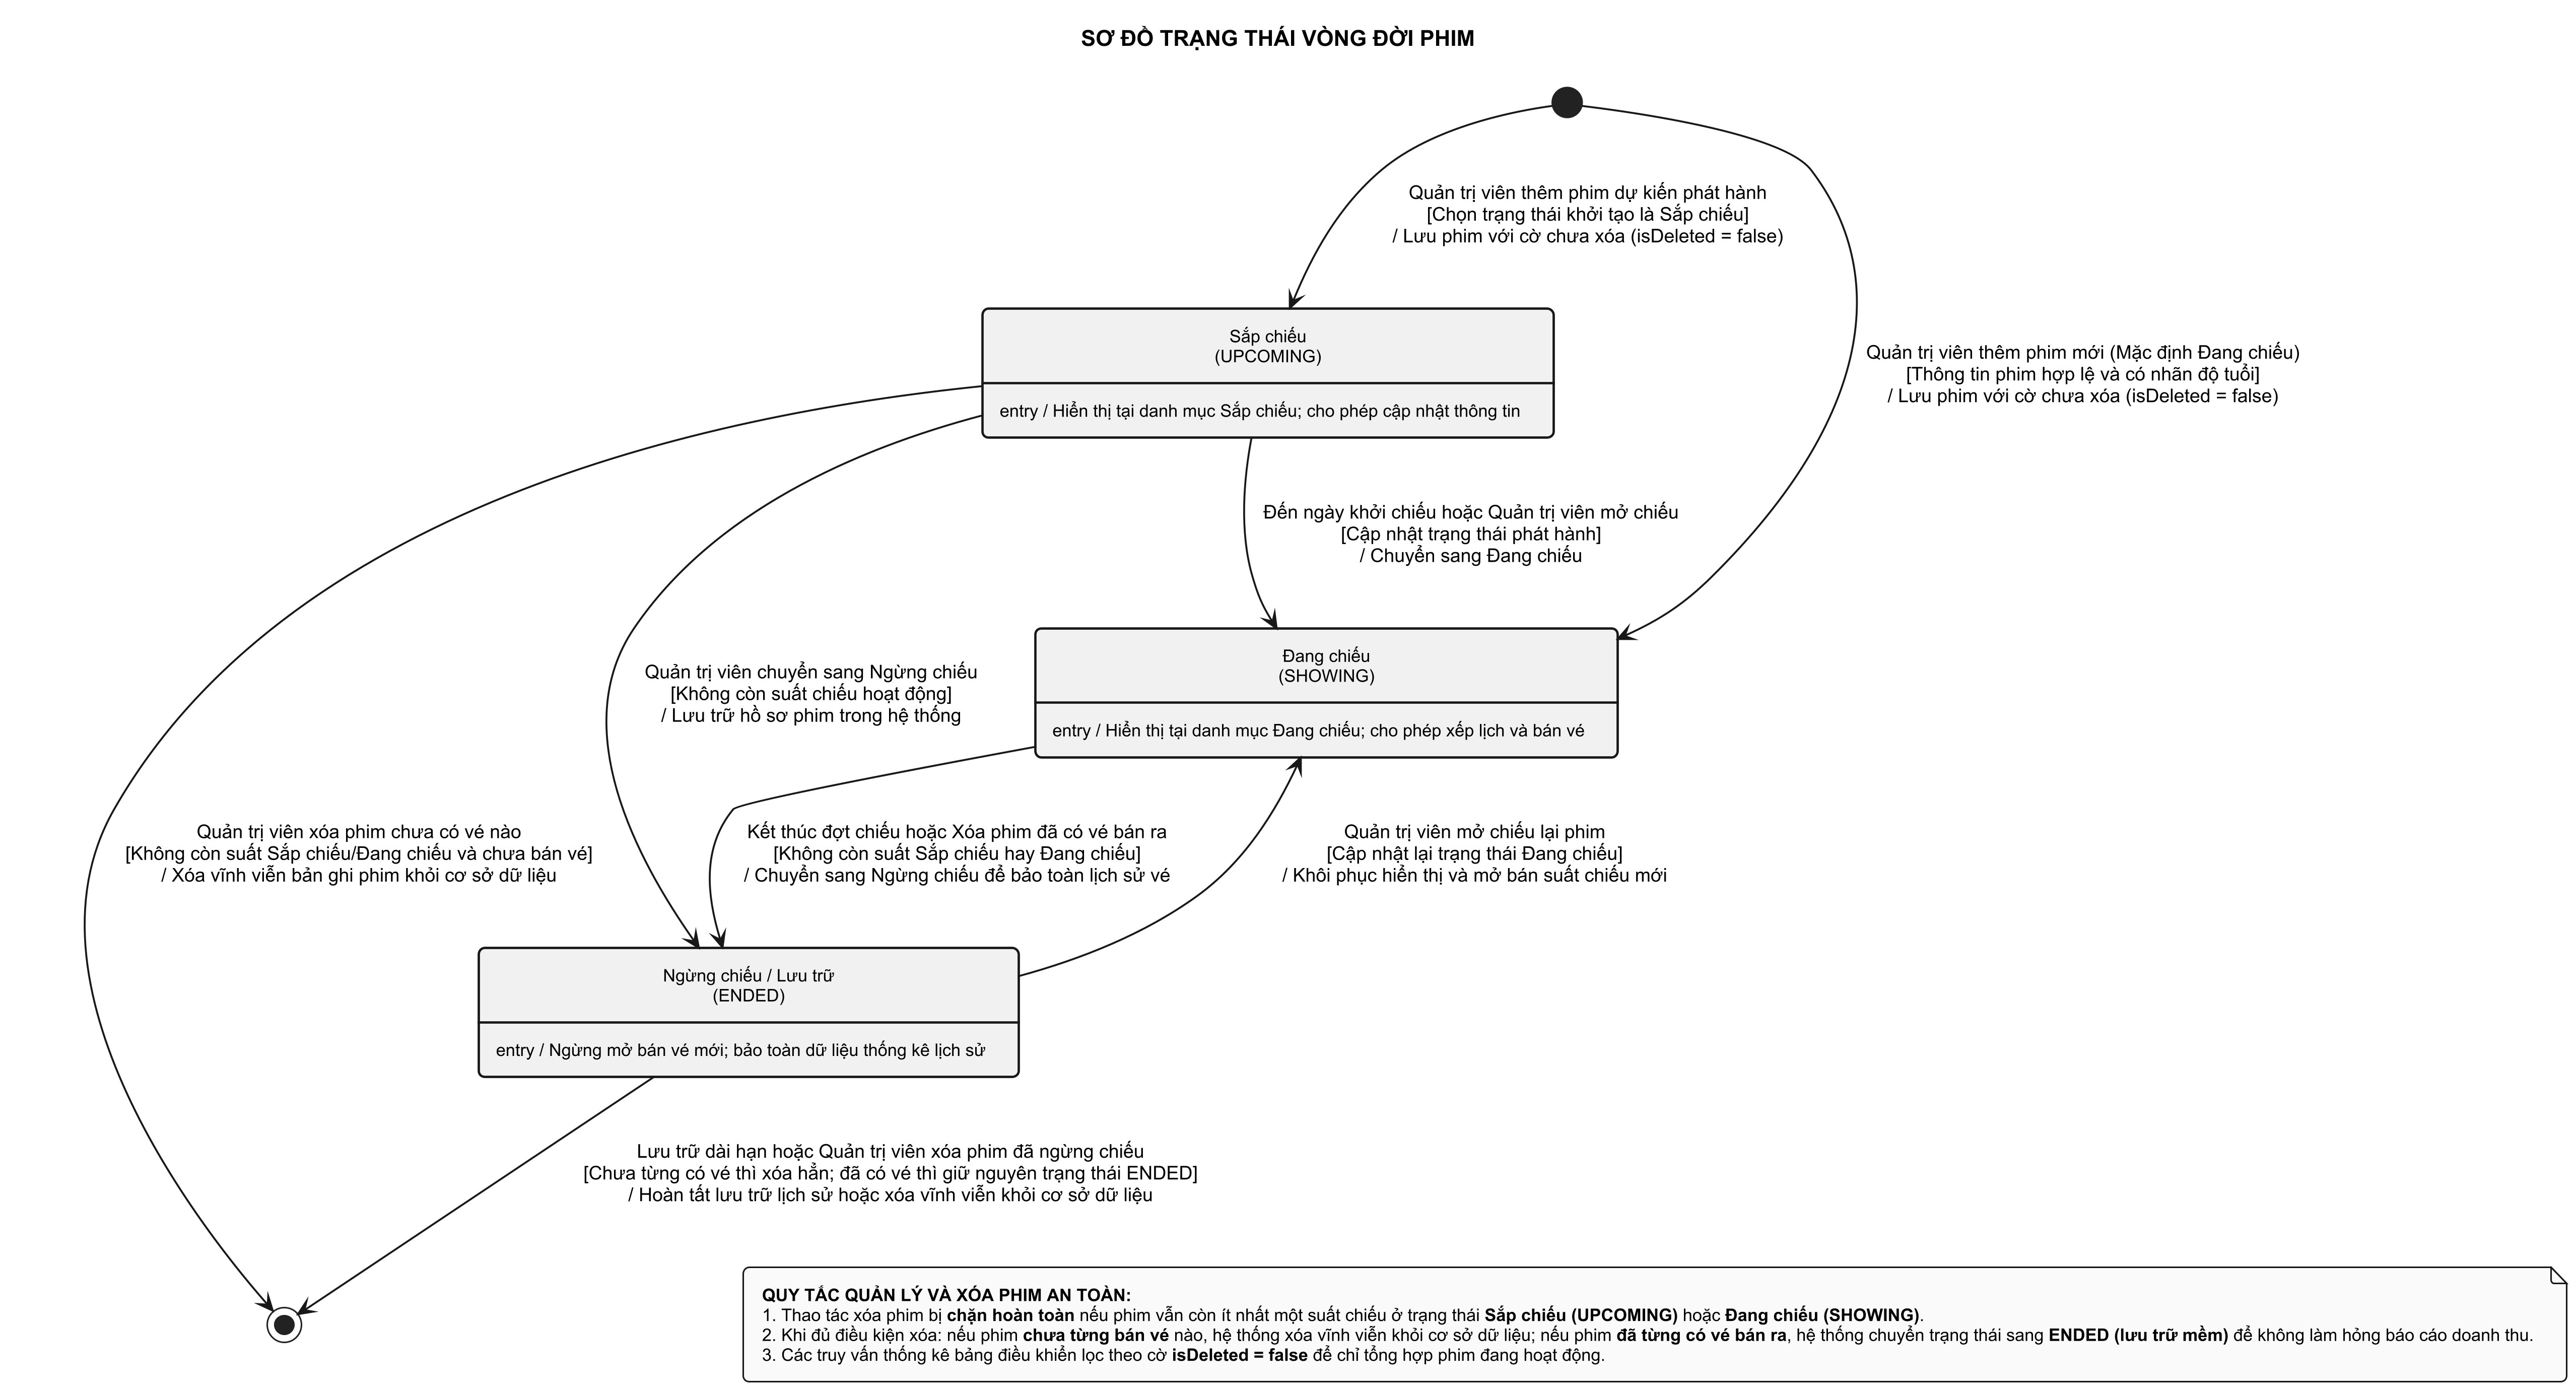 SƠ ĐỒ TRẠNG THÁI VÒNG ĐỜI PHIM
Quản trị viên thêm phim dự kiến phát hành
[Chọn trạng thái khởi tạo là Sắp chiếu]
/ Lưu phim với cờ chưa xóa (isDeleted = false)
Sắp chiếu
(UPCOMING)
entry / Hiển thị tại danh mục Sắp chiếu; cho phép cập nhật thông tin
Quản trị viên thêm phim mới (Mặc định Đang chiếu)
[Thông tin phim hợp lệ và có nhãn độ tuổi]
/ Lưu phim với cờ chưa xóa (isDeleted = false)
Đến ngày khởi chiếu hoặc Quản trị viên mở chiếu
[Cập nhật trạng thái phát hành]
/ Chuyển sang Đang chiếu
Đang chiếu
(SHOWING)
entry / Hiển thị tại danh mục Đang chiếu; cho phép xếp lịch và bán vé
Quản trị viên chuyển sang Ngừng chiếu
[Không còn suất chiếu hoạt động]
/ Lưu trữ hồ sơ phim trong hệ thống
Quản trị viên xóa phim chưa có vé nào
[Không còn suất Sắp chiếu/Đang chiếu và chưa bán vé]
/ Xóa vĩnh viễn bản ghi phim khỏi cơ sở dữ liệu
Kết thúc đợt chiếu hoặc Xóa phim đã có vé bán ra
[Không còn suất Sắp chiếu hay Đang chiếu]
/ Chuyển sang Ngừng chiếu để bảo toàn lịch sử vé
Quản trị viên mở chiếu lại phim
[Cập nhật lại trạng thái Đang chiếu]
/ Khôi phục hiển thị và mở bán suất chiếu mới
Ngừng chiếu / Lưu trữ
(ENDED)
entry / Ngừng mở bán vé mới; bảo toàn dữ liệu thống kê lịch sử
Lưu trữ dài hạn hoặc Quản trị viên xóa phim đã ngừng chiếu
[Chưa từng có vé thì xóa hẳn; đã có vé thì giữ nguyên trạng thái ENDED]
/ Hoàn tất lưu trữ lịch sử hoặc xóa vĩnh viễn khỏi cơ sở dữ liệu
QUY TẮC QUẢN LÝ VÀ XÓA PHIM AN TOÀN:
1. Thao tác xóa phim bị chặn hoàn toàn nếu phim vẫn còn ít nhất một suất chiếu ở trạng thái Sắp chiếu (UPCOMING) hoặc Đang chiếu (SHOWING).
2. Khi đủ điều kiện xóa: nếu phim chưa từng bán vé nào, hệ thống xóa vĩnh viễn khỏi cơ sở dữ liệu; nếu phim đã từng có vé bán ra, hệ thống chuyển trạng thái sang ENDED (lưu trữ mềm) để không làm hỏng báo cáo doanh thu.
3. Các truy vấn thống kê bảng điều khiển lọc theo cờ isDeleted = false để chỉ tổng hợp phim đang hoạt động.